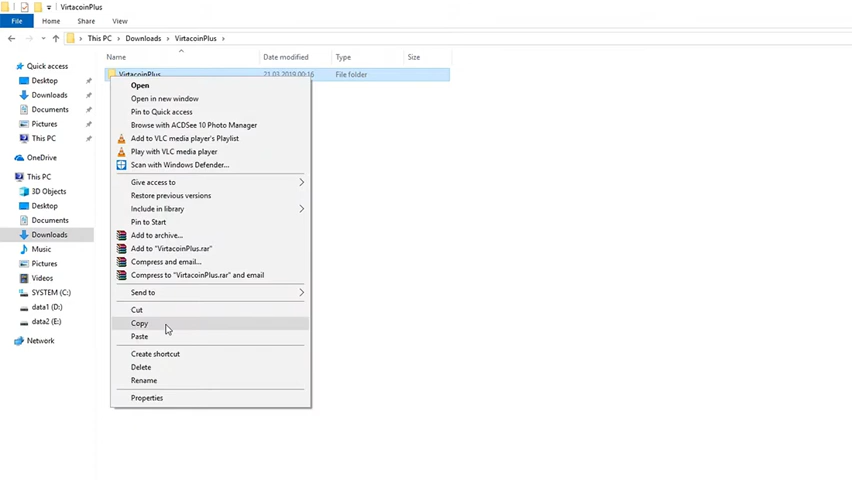 VirtacoinPlus
File Home Share View
This PC > Downloads > VirtacoinPlus >
Name Date modified Type Size
VirtacoinPlus 21.03.2019 00:16 File folder
Quick access
Desktop
Downloads
Documents
Pictures
This PC
OneDrive
This PC
3D Objects
Desktop
Documents
Downloads
Music
Pictures
Videos
SYSTEM (C:)
data1 (D:)
data2 (E:)
Network
Open
Open in new window
Pin to Quick access
Browse with ACDSee 10 Photo Manager
Add to VLC media player's Playlist
Play with VLC media player
Scan with Windows Defender...
Give access to
Restore previous versions
Include in library
Pin to Start
Add to archive...
Add to "VirtacoinPlus.rar"
Compress and email...
Compress to "VirtacoinPlus.rar" and email
Send to
Cut
Copy
Paste
Create shortcut
Delete
Rename
Properties